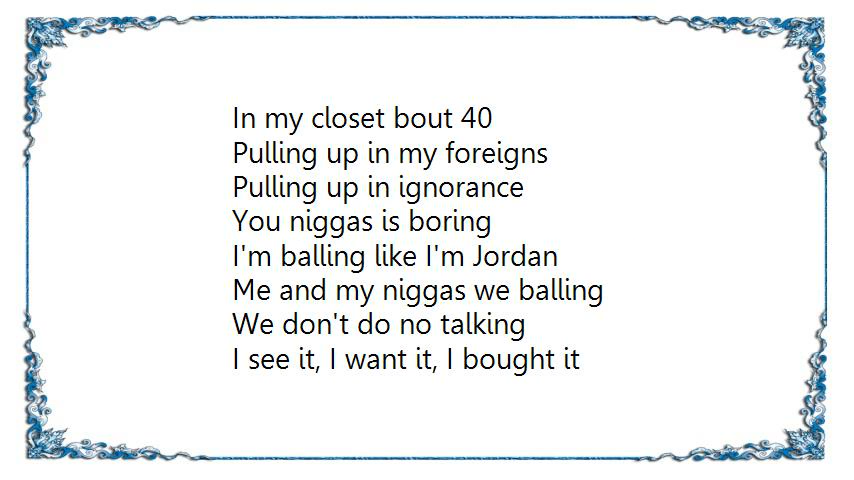 In my closet bout 40
Pulling up in my foreigns
Pulling up in ignorance
You niggas is boring
I'm balling like I'm Jordan
Me and my niggas we balling
We don't do no talking
I see it, I want it, I bought it